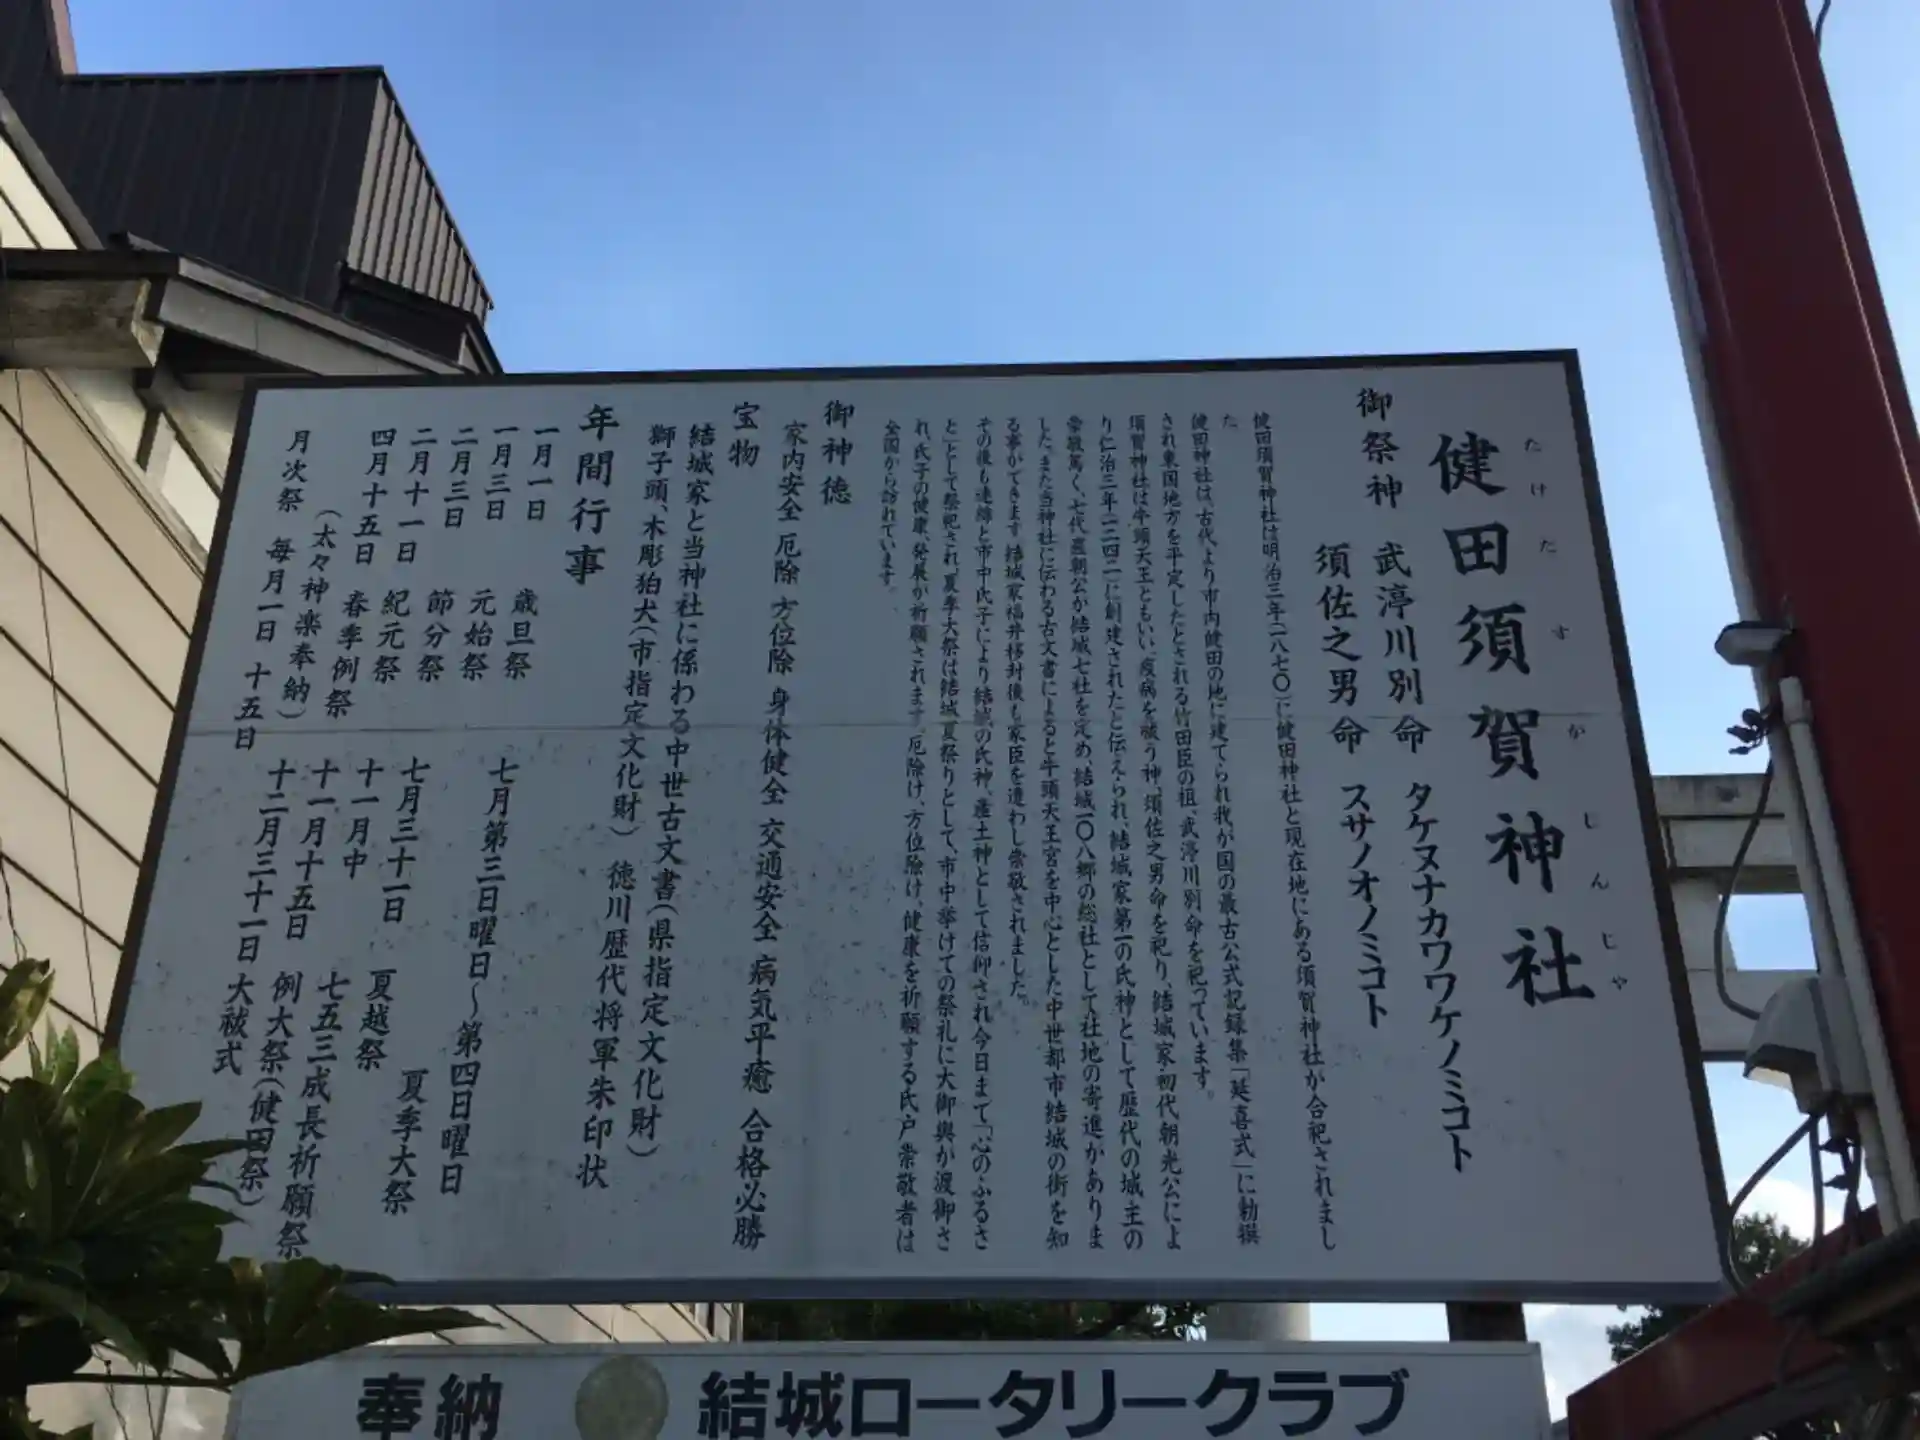 健田須賀神社
たけたすかじんじゃ
御祭神 武渟川別命 タケヌナカワワケノミコト
須佐之男命 スサノオノミコト
健田須賀神社は明治三年(一八七〇)に健田神社と現在地にある須賀神社が合祀されまし
た
健田神社は、古代より市内健田の地に建てられ我が国の最古公式記録集「延喜式」に勅撰
され東国地方を平定したとされる竹田臣の祖、武渟川別命を祀っています。
須賀神社は牛頭天王ともいい、疫病を祓う神、須佐之男命を祀り、結城家初代朝光公によ
り仁治三年(一二四二)に創建されたと伝えられ、結城家第一の氏神として歴代の城主の
崇敬篤く、七代直朝公が結城七社を定め、結城一〇八郷の総社として社地の寄進がありま
した。また当神社に伝わる古文書によると牛頭天王宮を中心とした中世都市結城の街を知
る事ができます 結城家福井移封後も家臣を遣わし崇敬されました。
その後も連綿と市中氏子により結城の氏神、産土神として信仰され今日まで「心のふるさ
と」として祭祀され、夏季大祭は結城夏祭りとして、市中挙げての祭礼に大御輿が渡御さ
れ、氏子の健康、発展が祈願されます。厄除け、方位除け、健康を祈願する氏戸崇敬者は
全国から訪れています。
御神徳
家内安全 厄除 方位除 身体健全 交通安全 病気平癒 合格必勝
宝物
結城家と当神社に係わる中世古文書(県指定文化財)
獅子頭、木彫狛犬(市指定文化財) 徳川歴代将軍朱印状
年間行事
一月一日 歳旦祭
一月三日 元始祭
二月三日 節分祭
二月十一日 紀元祭
四月十五日 春季例祭
(太々神楽奉納)
月次祭 毎月一日 十五日
七月第三日曜日〜第四日曜日
夏季大祭
七月三十一日 夏越祭
十一月中 七五三成長祈願祭
十一月十五日 例大祭(健田祭)
十二月三十一日 大祓式
奉納 結城ロータリークラブ